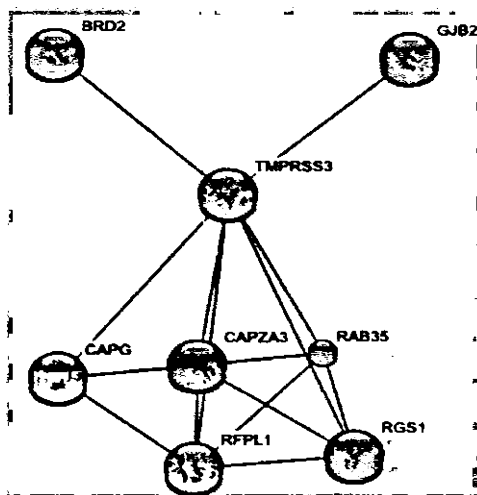 BRD2
GJB2
TMPRSS3
CAPZA3
RAB35
CAPG
RFPL1
RGS1